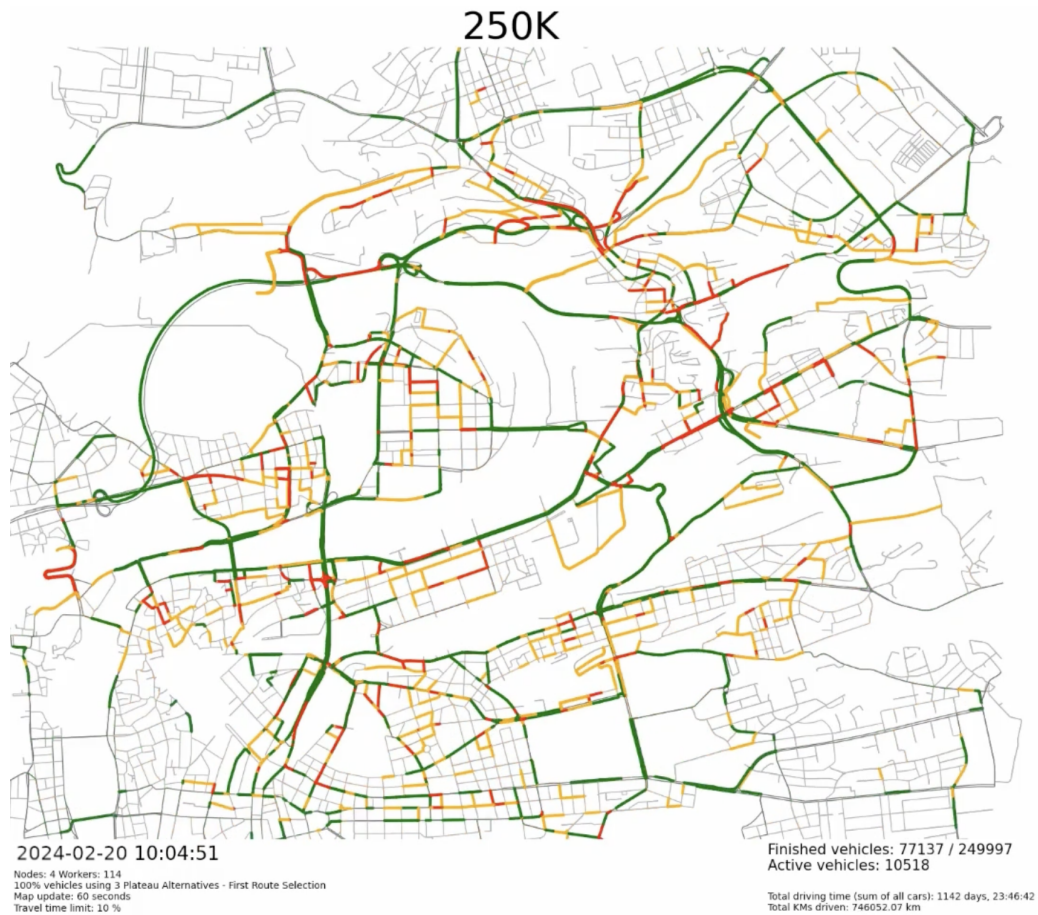 250K
2024-02-20 10:04:51
Nodes: 4 Workers: 114
100% vehicles using 3 Plateau Alternatives - First Route Selection
Map update: 60 seconds
Travel time limit: 10 %
Finished vehicles: 77137 / 249997
Active vehicles: 10518
Total driving time (sum of all cars): 1142 days, 23:46:42
Total KMs driven: 746052.07 km